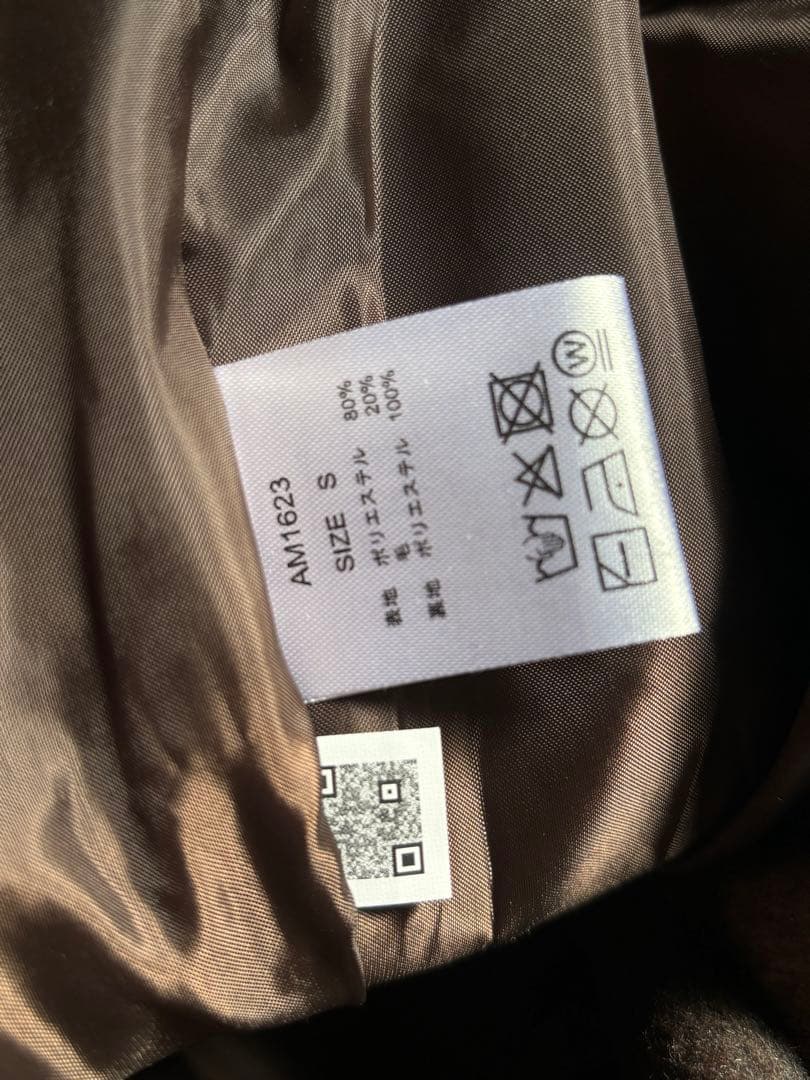 AM1623
SIZE S
表地 ポリエステル 80%
毛 20%
裏地 ポリエステル 100%
W